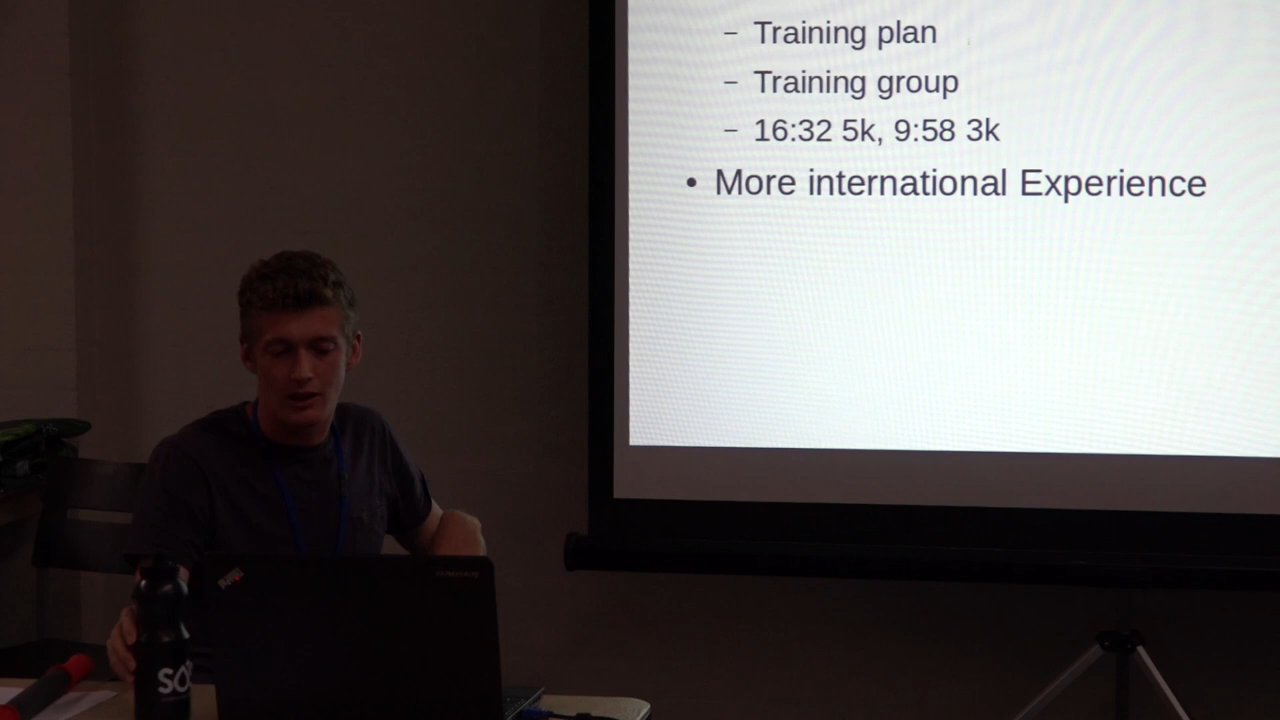 – Training plan
– Training group
– 16:32 5k, 9:58 3k
• More international Experience